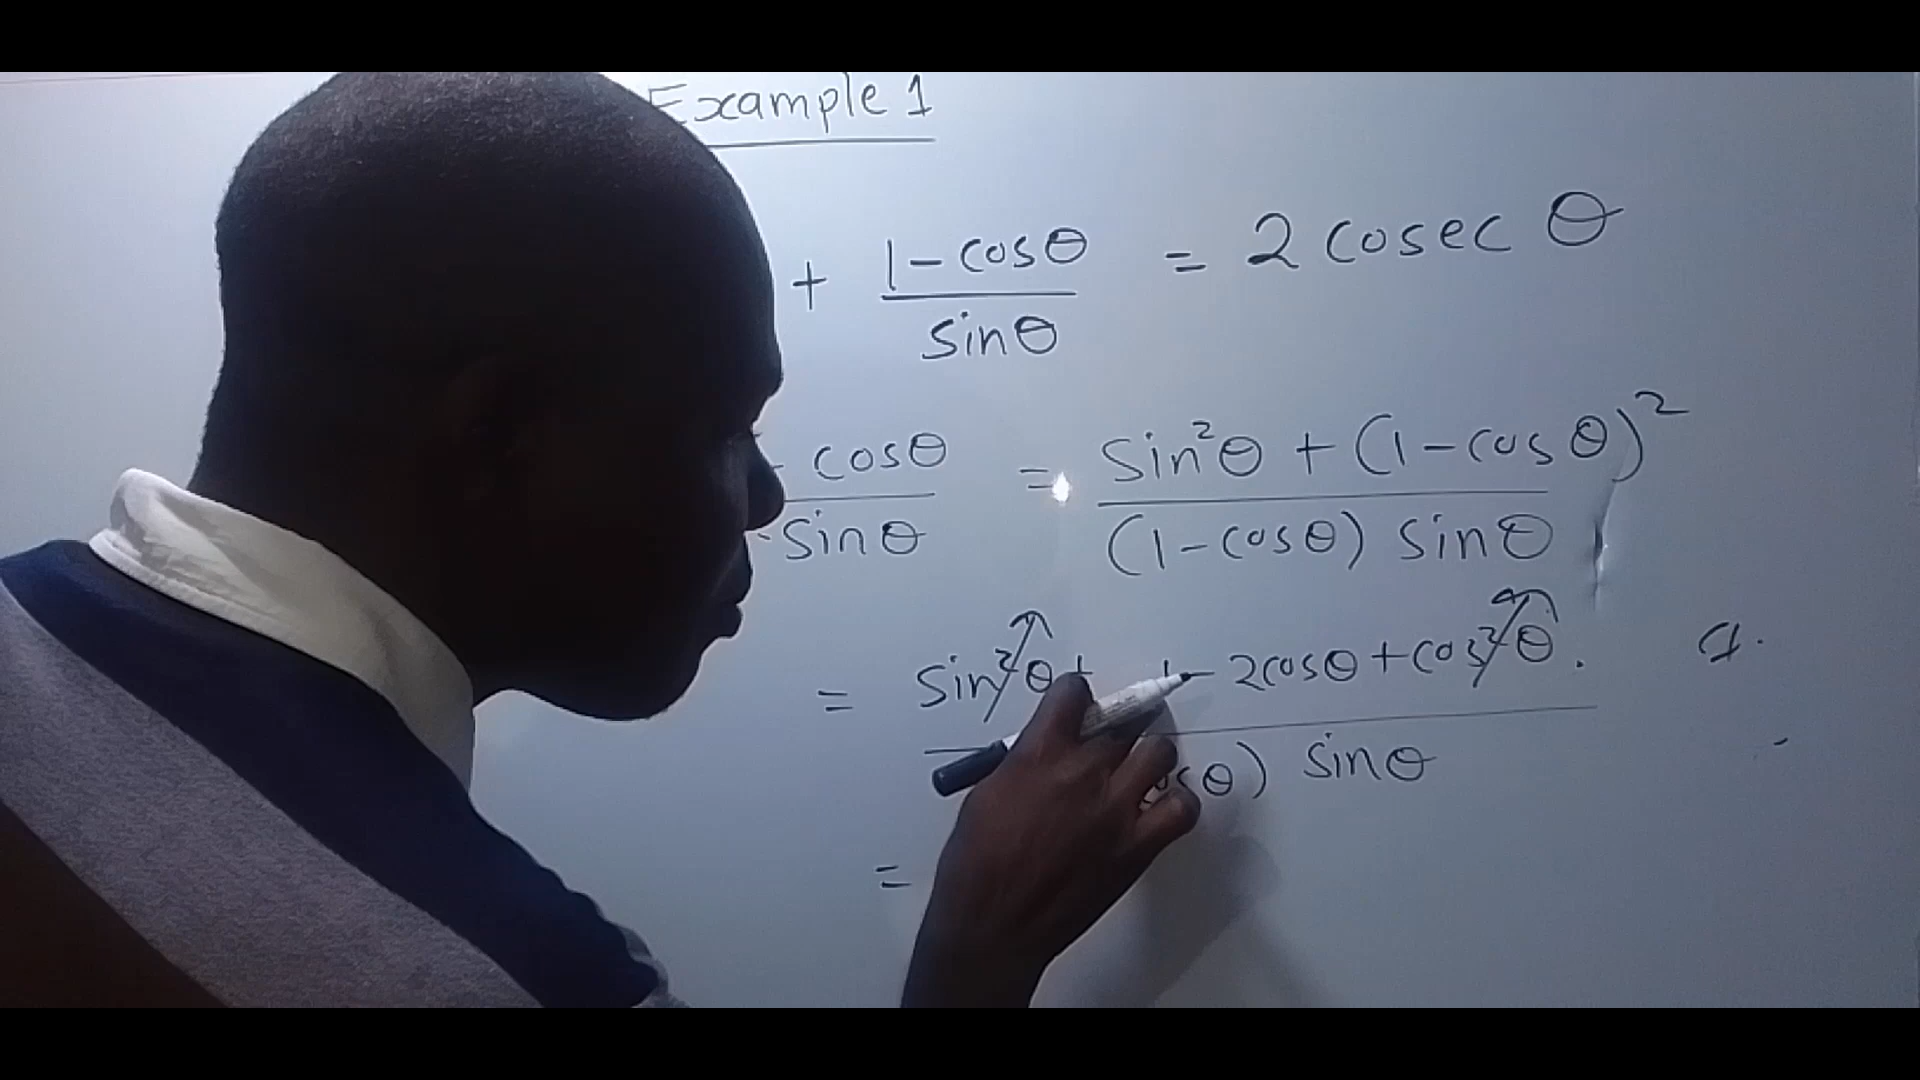 Example 1
+ 1-cosθ / sinθ = 2 cosec θ
cosθ / sinθ = sin²θ + (1-cosθ)² / (1-cosθ) sinθ
= sin²θ + 1 - 2cosθ + cos²θ. / cosθ) sinθ
=